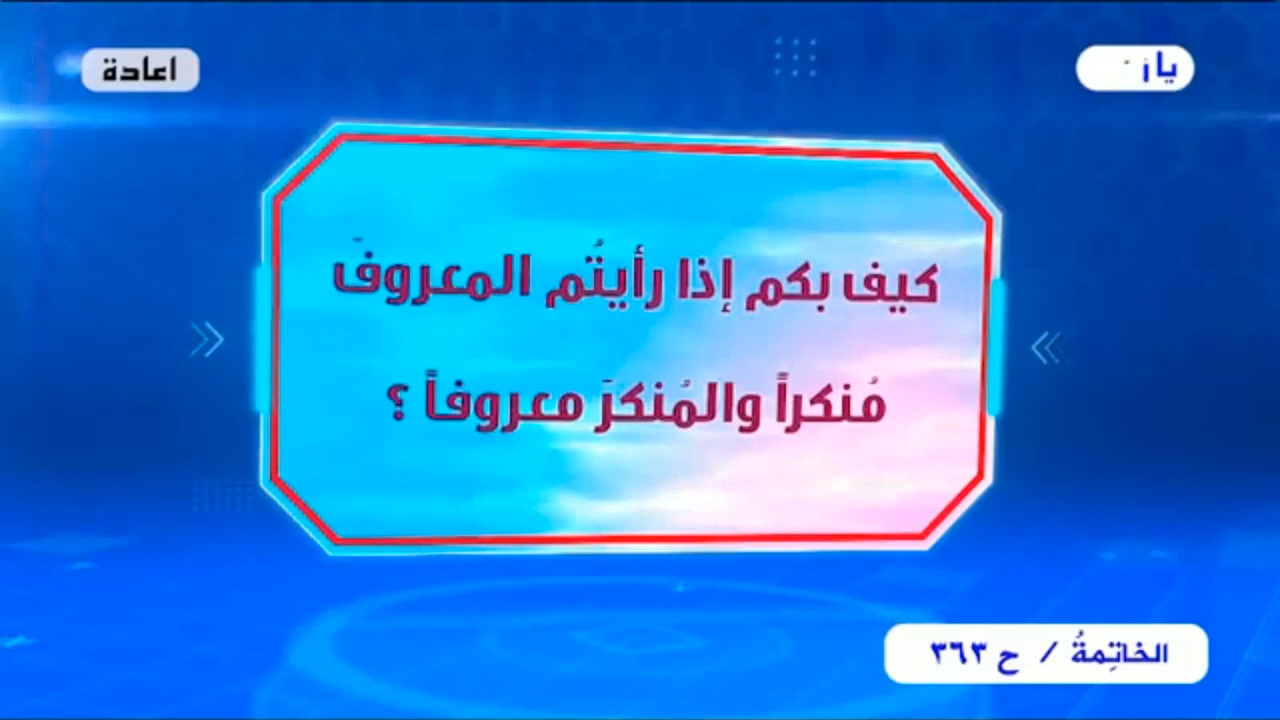 اعادة
كيف بكم إذا رأيتُم المعروفَ
مُنكراً والمُنكرَ معروفاً ؟
الخاتِمةُ / ح ٣٦٣